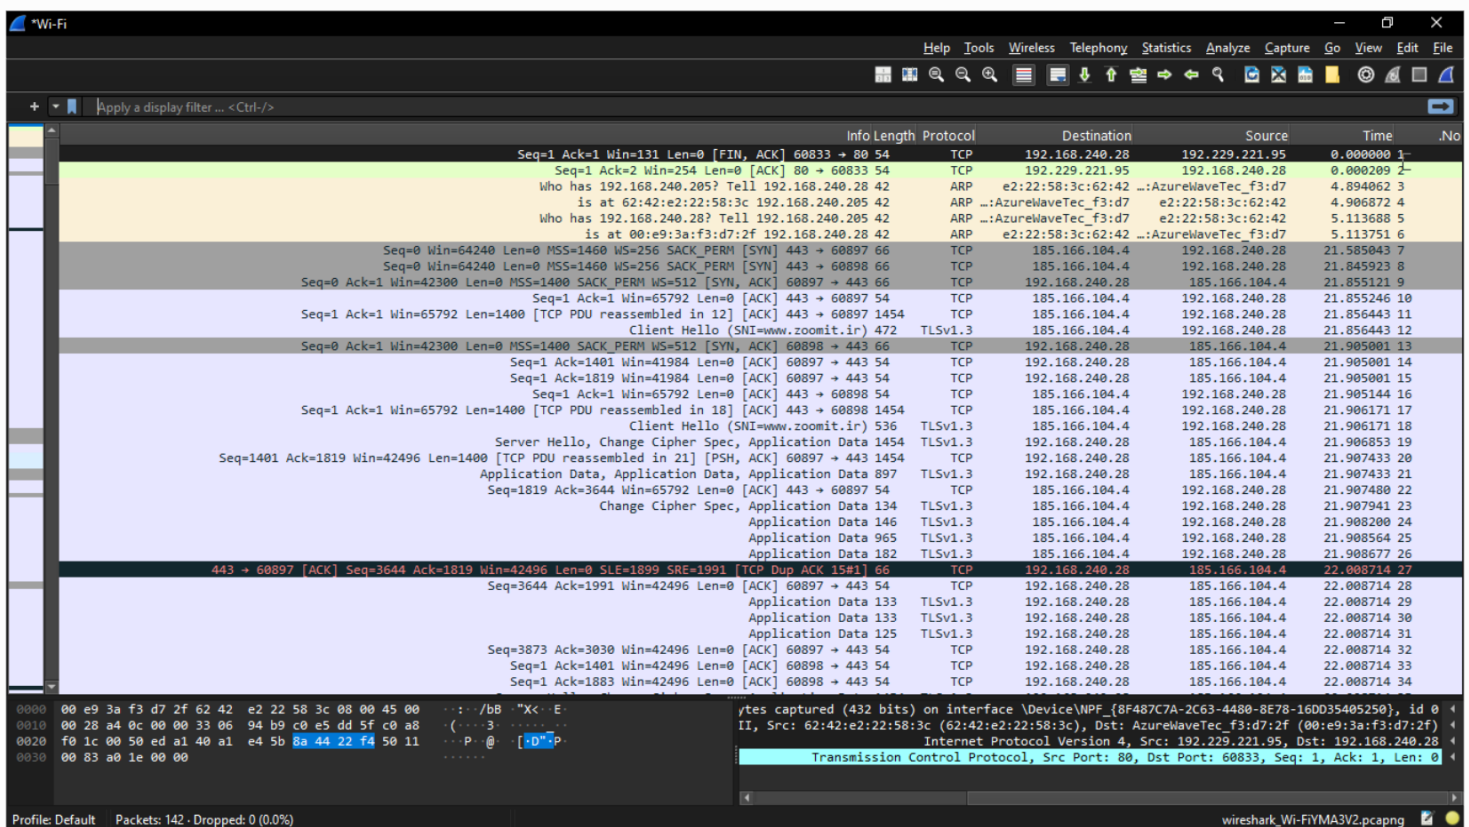 *Wi-Fi
Help Tools Wireless Telephony Statistics Analyze Capture Go View Edit File
Apply a display filter ... <Ctrl-/>
Info Length Protocol Destination Source Time .No
Seq=1 Ack=1 Win=131 Len=0 [FIN, ACK] 60833 → 80 54 TCP 192.168.240.28 192.229.221.95 0.000000 1
Seq=1 Ack=2 Win=254 Len=0 [ACK] 80 → 60833 54 TCP 192.229.221.95 192.168.240.28 0.000209 2
Who has 192.168.240.205? Tell 192.168.240.28 42 ARP e2:22:58:3c:62:42 …:AzureWaveTec_f3:d7 4.894062 3
is at 62:42:e2:22:58:3c 192.168.240.205 42 ARP …:AzureWaveTec_f3:d7 e2:22:58:3c:62:42 4.906872 4
Who has 192.168.240.28? Tell 192.168.240.205 42 ARP …:AzureWaveTec_f3:d7 e2:22:58:3c:62:42 5.113688 5
is at 00:e9:3a:f3:d7:2f 192.168.240.28 42 ARP e2:22:58:3c:62:42 …:AzureWaveTec_f3:d7 5.113751 6
Seq=0 Win=64240 Len=0 MSS=1460 WS=256 SACK_PERM [SYN] 443 → 60897 66 TCP 185.166.104.4 192.168.240.28 21.585043 7
Seq=0 Win=64240 Len=0 MSS=1460 WS=256 SACK_PERM [SYN] 443 → 60898 66 TCP 185.166.104.4 192.168.240.28 21.845923 8
Seq=0 Ack=1 Win=42300 Len=0 MSS=1400 SACK_PERM WS=512 [SYN, ACK] 60897 → 443 66 TCP 192.168.240.28 185.166.104.4 21.855121 9
Seq=1 Ack=1 Win=65792 Len=0 [ACK] 443 → 60897 54 TCP 185.166.104.4 192.168.240.28 21.855246 10
Seq=1 Ack=1 Win=65792 Len=1400 [TCP PDU reassembled in 12] [ACK] 443 → 60897 1454 TCP 185.166.104.4 192.168.240.28 21.856443 11
Client Hello (SNI=www.zoomit.ir) 472 TLSv1.3 185.166.104.4 192.168.240.28 21.856443 12
Seq=0 Ack=1 Win=42300 Len=0 MSS=1400 SACK_PERM WS=512 [SYN, ACK] 60898 → 443 66 TCP 192.168.240.28 185.166.104.4 21.905001 13
Seq=1 Ack=1401 Win=41984 Len=0 [ACK] 60897 → 443 54 TCP 192.168.240.28 185.166.104.4 21.905001 14
Seq=1 Ack=1819 Win=41984 Len=0 [ACK] 60897 → 443 54 TCP 192.168.240.28 185.166.104.4 21.905001 15
Seq=1 Ack=1 Win=65792 Len=0 [ACK] 443 → 60898 54 TCP 185.166.104.4 192.168.240.28 21.905144 16
Seq=1 Ack=1 Win=65792 Len=1400 [TCP PDU reassembled in 18] [ACK] 443 → 60898 1454 TCP 185.166.104.4 192.168.240.28 21.906171 17
Client Hello (SNI=www.zoomit.ir) 536 TLSv1.3 185.166.104.4 192.168.240.28 21.906171 18
Server Hello, Change Cipher Spec, Application Data 1454 TLSv1.3 192.168.240.28 185.166.104.4 21.906853 19
Seq=1401 Ack=1819 Win=42496 Len=1400 [TCP PDU reassembled in 21] [PSH, ACK] 60897 → 443 1454 TCP 192.168.240.28 185.166.104.4 21.907433 20
Application Data, Application Data, Application Data 897 TLSv1.3 192.168.240.28 185.166.104.4 21.907433 21
Seq=1819 Ack=3644 Win=65792 Len=0 [ACK] 443 → 60897 54 TCP 185.166.104.4 192.168.240.28 21.907480 22
Change Cipher Spec, Application Data 134 TLSv1.3 185.166.104.4 192.168.240.28 21.907941 23
Application Data 146 TLSv1.3 185.166.104.4 192.168.240.28 21.908200 24
Application Data 965 TLSv1.3 185.166.104.4 192.168.240.28 21.908564 25
Application Data 182 TLSv1.3 185.166.104.4 192.168.240.28 21.908677 26
443 → 60897 [ACK] Seq=3644 Ack=1819 Win=42496 Len=0 SLE=1899 SRE=1991 [TCP Dup ACK 15#1] 66 TCP 192.168.240.28 185.166.104.4 22.008714 27
Seq=3644 Ack=1991 Win=42496 Len=0 [ACK] 60897 → 443 54 TCP 192.168.240.28 185.166.104.4 22.008714 28
Application Data 133 TLSv1.3 192.168.240.28 185.166.104.4 22.008714 29
Application Data 133 TLSv1.3 192.168.240.28 185.166.104.4 22.008714 30
Application Data 125 TLSv1.3 192.168.240.28 185.166.104.4 22.008714 31
Seq=3873 Ack=3030 Win=42496 Len=0 [ACK] 60897 → 443 54 TCP 192.168.240.28 185.166.104.4 22.008714 32
Seq=1 Ack=1401 Win=42496 Len=0 [ACK] 60898 → 443 54 TCP 192.168.240.28 185.166.104.4 22.008714 33
Seq=1 Ack=1883 Win=42496 Len=0 [ACK] 60898 → 443 54 TCP 192.168.240.28 185.166.104.4 22.008714 34
0000 00 e9 3a f3 d7 2f 62 42 e2 22 58 3c 08 00 45 00 ··:··/bB ·"X<··E·
0010 00 28 a4 0c 00 00 33 06 94 b9 c0 e5 dd 5f c0 a8 ·(····3· ·····_··
0020 f0 1c 00 50 ed a1 40 a1 e4 5b 8a 44 22 f4 50 11 ···P··@· ·[·D"·P·
0030 00 83 a0 1e 00 00 ······
ytes captured (432 bits) on interface \Device\NPF_{8F487C7A-2C63-4480-8E78-16DD35405250}, id 0
II, Src: 62:42:e2:22:58:3c (62:42:e2:22:58:3c), Dst: AzureWaveTec_f3:d7:2f (00:e9:3a:f3:d7:2f)
Internet Protocol Version 4, Src: 192.229.221.95, Dst: 192.168.240.28
Transmission Control Protocol, Src Port: 80, Dst Port: 60833, Seq: 1, Ack: 1, Len: 0
Profile: Default Packets: 142 · Dropped: 0 (0.0%) wireshark_Wi-FiYMA3V2.pcapng